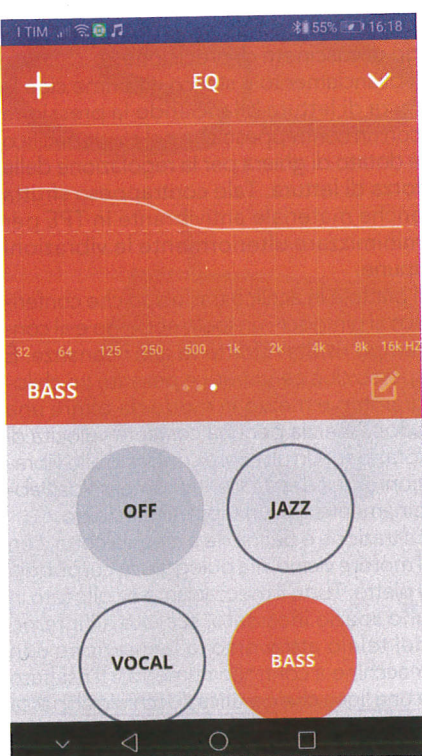 I TIM 55% 16:18
EQ
32 64 125 250 500 1k 2k 4k 8k 16k HZ
BASS
OFF
JAZZ
VOCAL
BASS